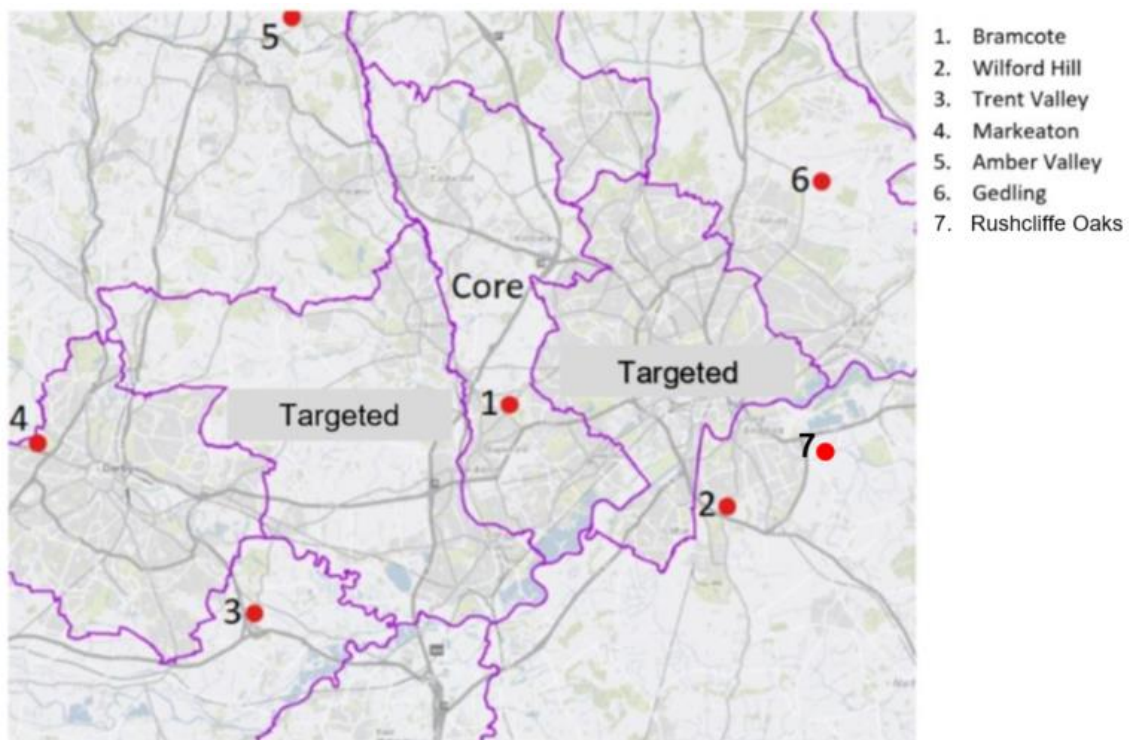 5
1. Bramcote
2. Wilford Hill
3. Trent Valley
4. Markeaton
5. Amber Valley
6. Gedling
7. Rushcliffe Oaks
6
Core
Targeted
Targeted
1
4
7
2
3